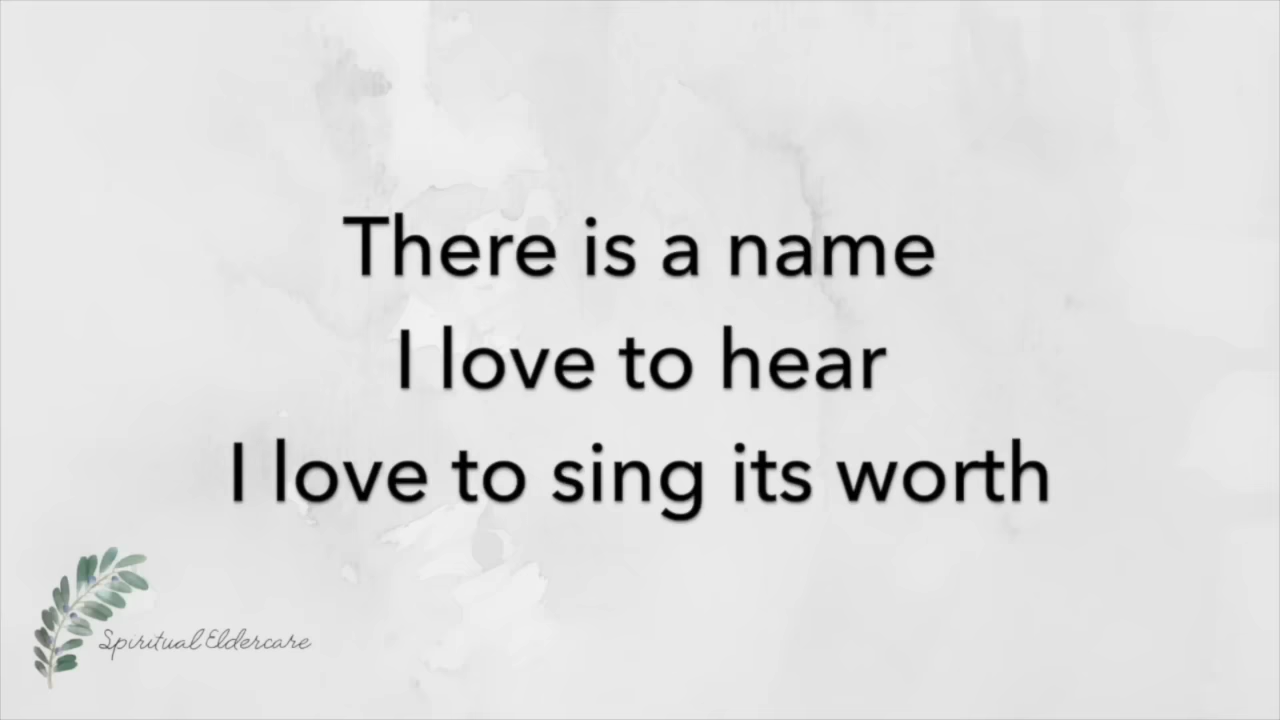 There is a name
I love to hear
I love to sing its worth
Spiritual Eldercare